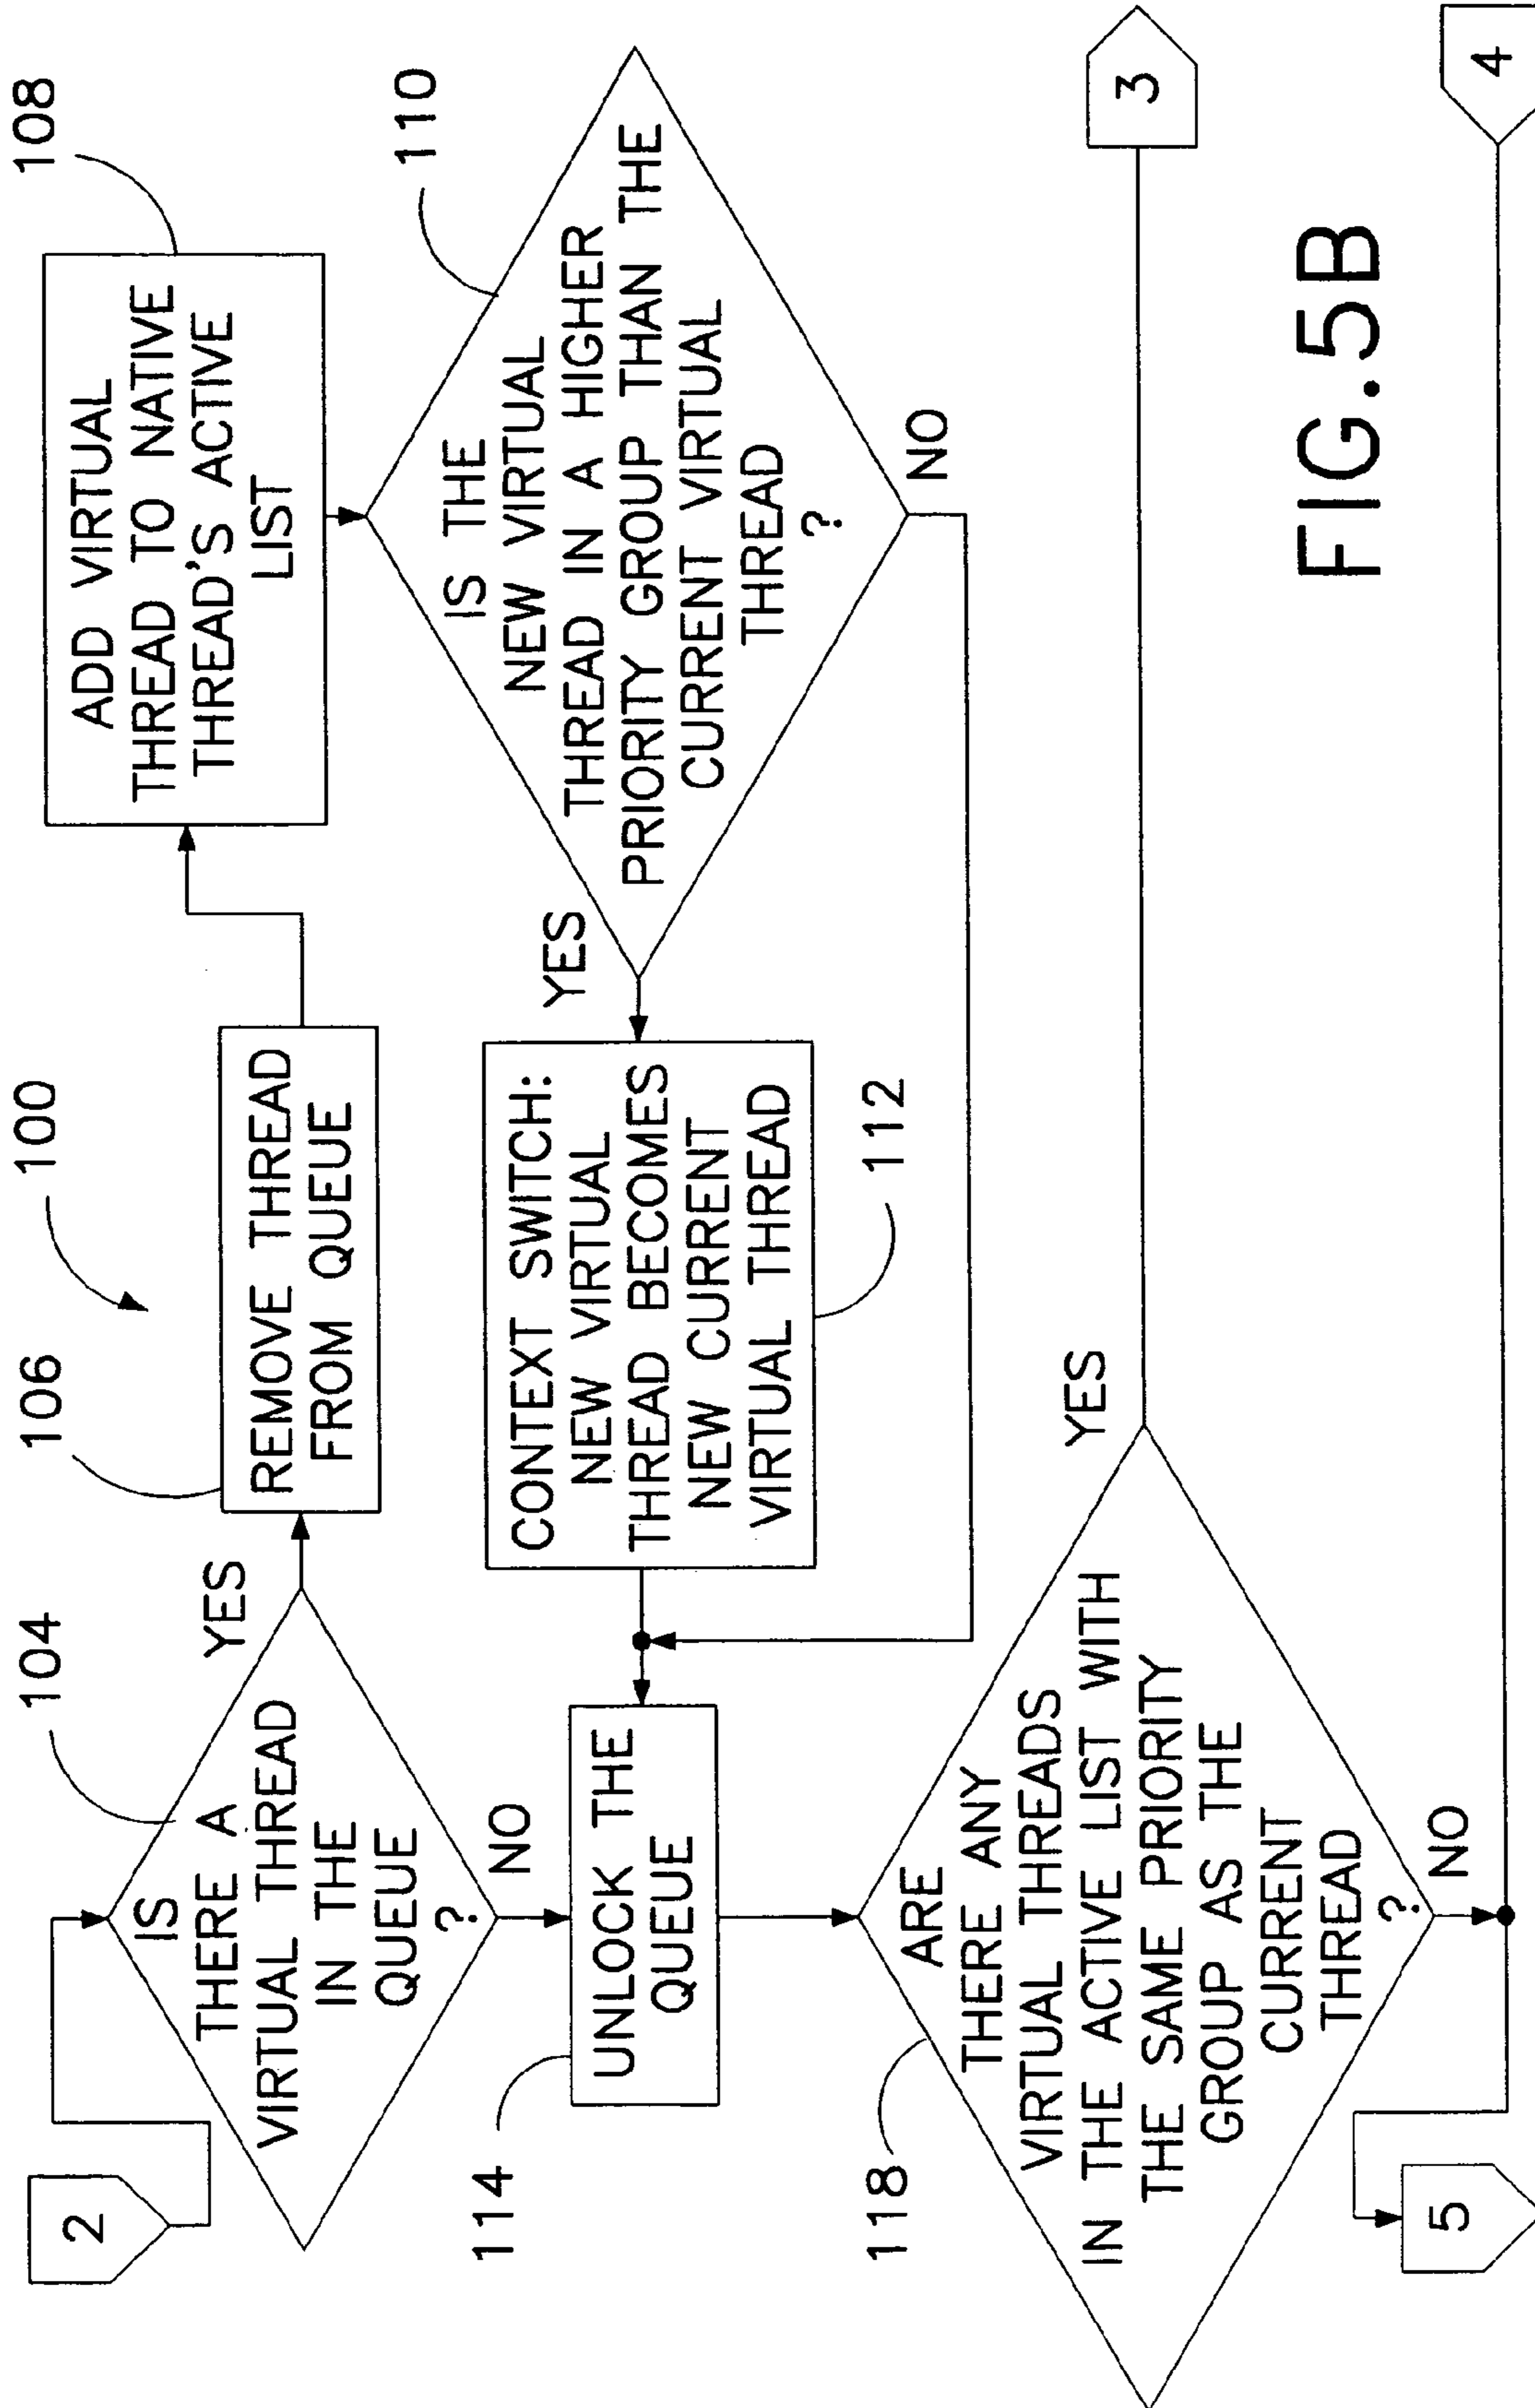 2
104
IS
THERE A
VIRTUAL THREAD
IN THE
QUEUE
?
YES
NO
106
100
REMOVE THREAD
FROM QUEUE
108
ADD VIRTUAL
THREAD TO NATIVE
THREAD'S ACTIVE
LIST
110
IS THE
NEW VIRTUAL
THREAD IN A HIGHER
PRIORITY GROUP THAN THE
CURRENT VIRTUAL
THREAD
?
YES
NO
CONTEXT SWITCH:
NEW VIRTUAL
THREAD BECOMES
NEW CURRENT
VIRTUAL THREAD
112
114
UNLOCK THE
QUEUE
118
ARE
THERE ANY
VIRTUAL THREADS
IN THE ACTIVE LIST WITH
THE SAME PRIORITY
GROUP AS THE
CURRENT
THREAD
?
YES
NO
3
4
5
FIG.5B